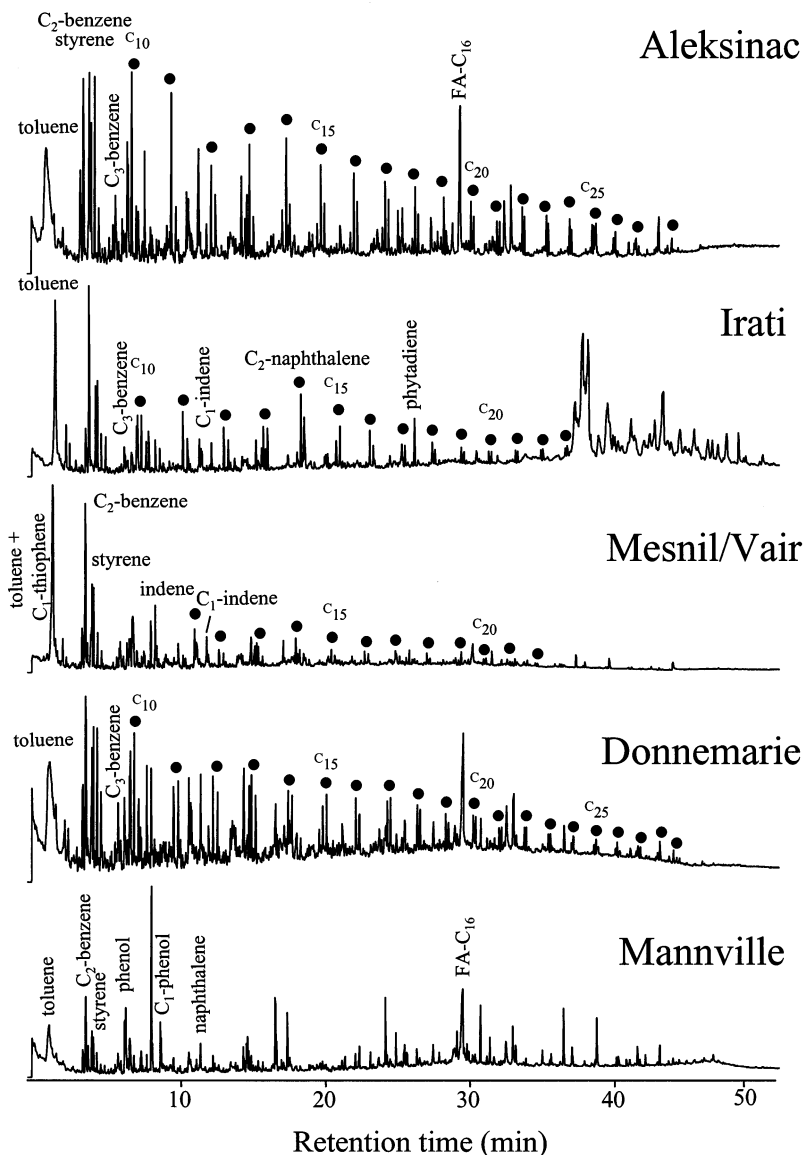 Aleksinac
C2-benzene
styrene
C10
toluene
C3-benzene
C15
FA-C16
C20
C25
Irati
toluene
C3-benzene
C10
C1-indene
C2-naphthalene
C15
phytadiene
C20
Mesnil/Vair
toluene +
C1-thiophene
C2-benzene
styrene
indene
C1-indene
C15
C20
Donnemarie
toluene
C3-benzene
C10
C15
C20
C25
Mannville
toluene
C2-benzene
styrene
phenol
C1-phenol
naphthalene
FA-C16
10 20 30 40 50
Retention time (min)